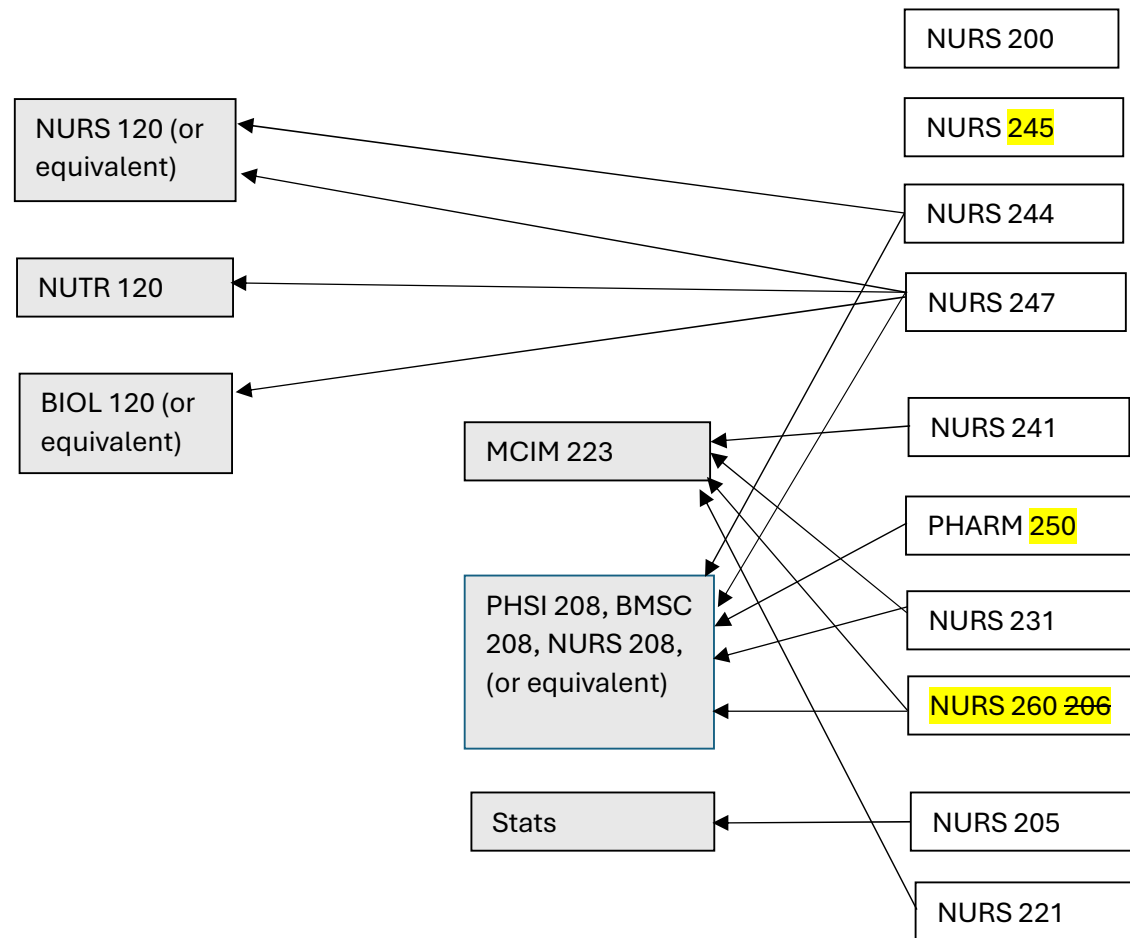 NURS 200
NURS 120 (or
equivalent)
NURS 245
NURS 244
NUTR 120
NURS 247
BIOL 120 (or
equivalent)
MCIM 223
NURS 241
PHARM 250
PHSI 208, BMSC
208, NURS 208,
(or equivalent)
NURS 231
NURS 260 206
Stats
NURS 205
NURS 221